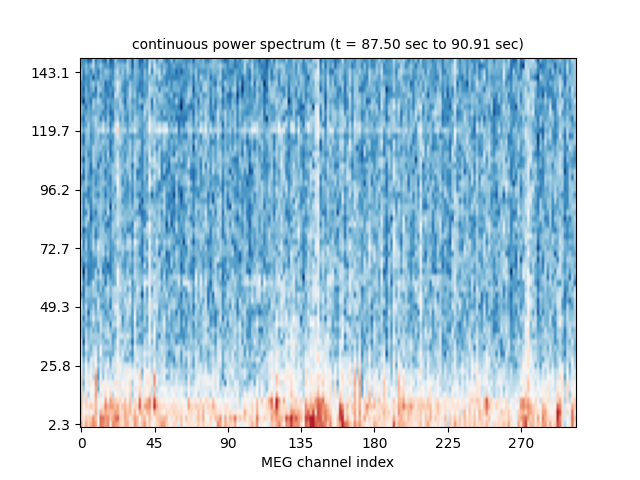 continuous power spectrum (t = 87.50 sec to 90.91 sec)
143.1
119.7
96.2
72.7
49.3
25.8
2.3
0 45 90 135 180 225 270
MEG channel index